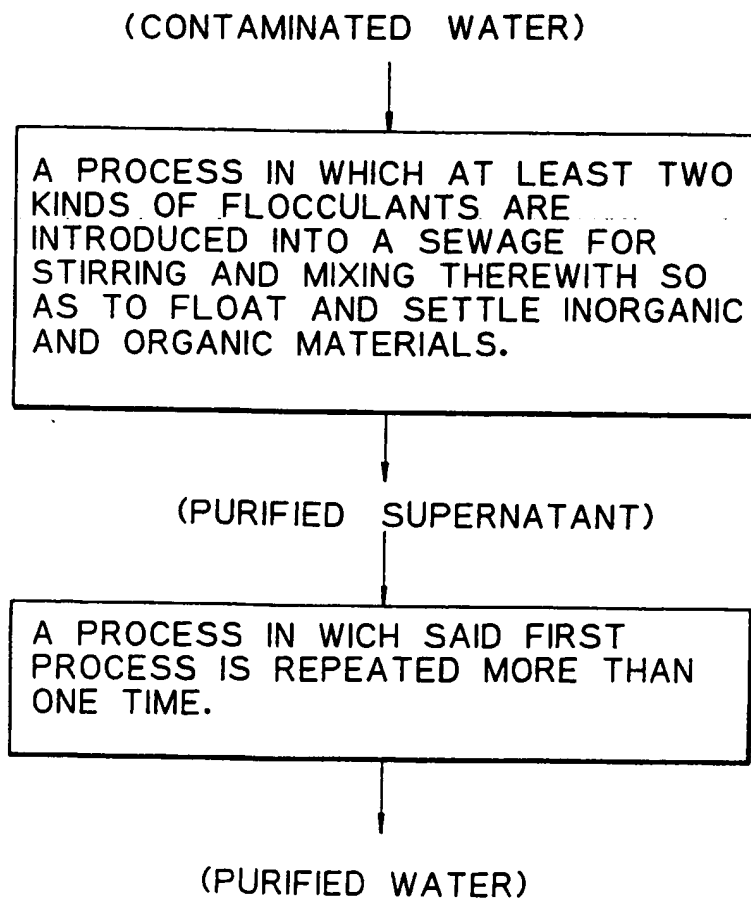 (CONTAMINATED WATER)
A PROCESS IN WHICH AT LEAST TWO
KINDS OF FLOCCULANTS ARE
INTRODUCED INTO A SEWAGE FOR
STIRRING AND MIXING THEREWITH SO
AS TO FLOAT AND SETTLE INORGANIC
AND ORGANIC MATERIALS.
(PURIFIED SUPERNATANT)
A PROCESS IN WICH SAID FIRST
PROCESS IS REPEATED MORE THAN
ONE TIME.
(PURIFIED WATER)